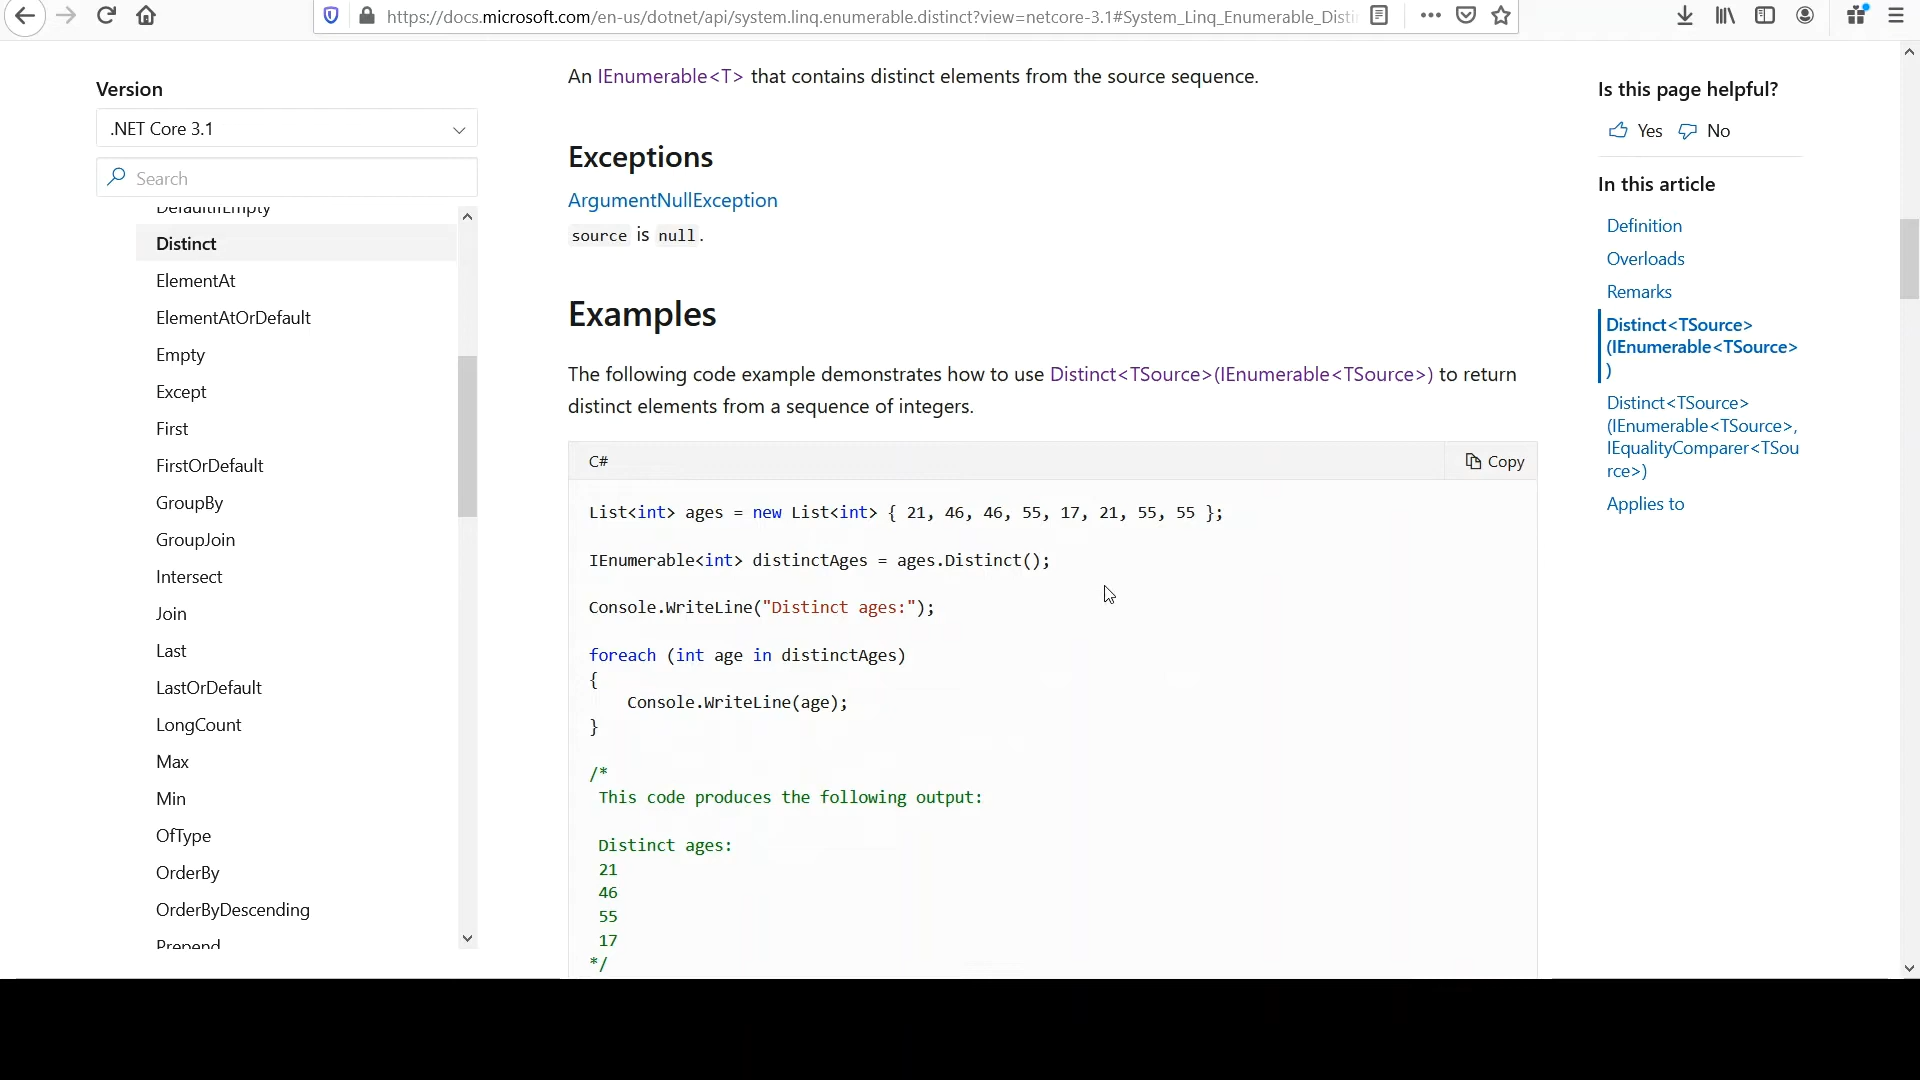 https://docs.microsoft.com/en-us/dotnet/api/system.linq.enumerable.distinct?view=netcore-3.1#System_Linq_Enumerable_Disti
Version
.NET Core 3.1
Search
DefaultIfEmpty
Distinct
ElementAt
ElementAtOrDefault
Empty
Except
First
FirstOrDefault
GroupBy
GroupJoin
Intersect
Join
Last
LastOrDefault
LongCount
Max
Min
OfType
OrderBy
OrderByDescending
Prepend
An IEnumerable<T> that contains distinct elements from the source sequence.
Exceptions
ArgumentNullException
source is null.
Examples
The following code example demonstrates how to use Distinct<TSource>(IEnumerable<TSource>) to return
distinct elements from a sequence of integers.
C#
Copy
List<int> ages = new List<int> { 21, 46, 46, 55, 17, 21, 55, 55 };
IEnumerable<int> distinctAges = ages.Distinct();
Console.WriteLine("Distinct ages:");
foreach (int age in distinctAges)
{
    Console.WriteLine(age);
}
/*
 This code produces the following output:
 Distinct ages:
 21
 46
 55
 17
*/
Is this page helpful?
Yes No
In this article
Definition
Overloads
Remarks
Distinct<TSource>
(IEnumerable<TSource>
)
Distinct<TSource>
(IEnumerable<TSource>,
IEqualityComparer<TSou
rce>)
Applies to